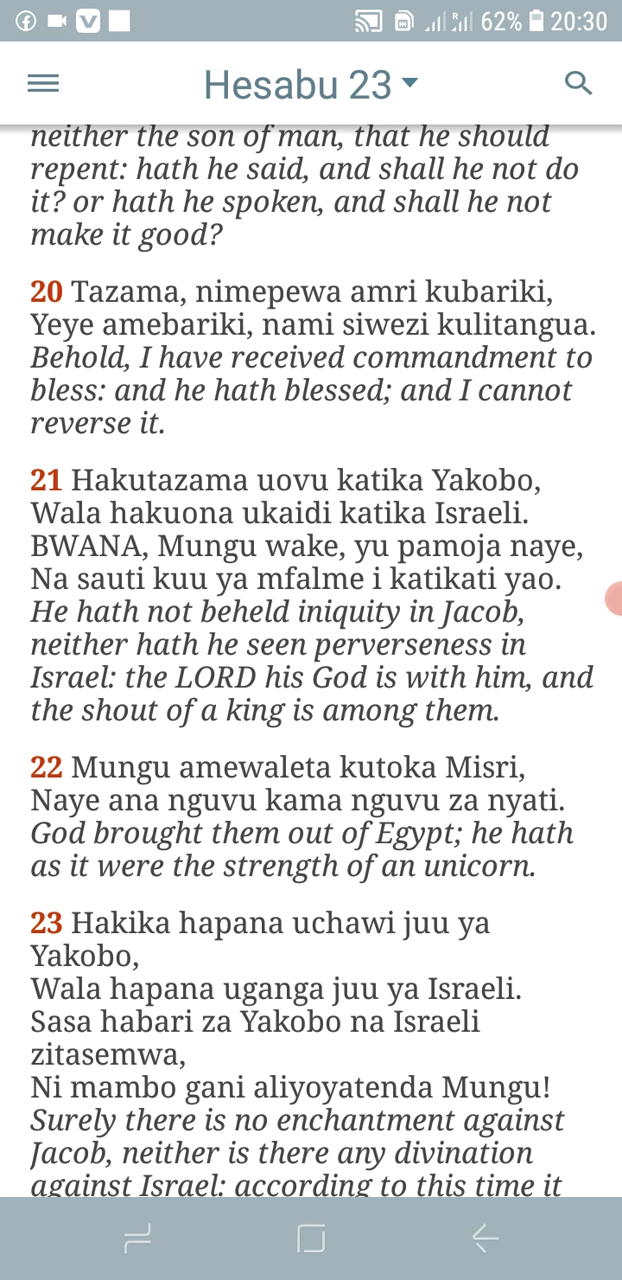 62% 20:30
Hesabu 23
neither the son of man, that he should
repent: hath he said, and shall he not do
it? or hath he spoken, and shall he not
make it good?
20 Tazama, nimepewa amri kubariki,
Yeye amebariki, nami siwezi kulitangua.
Behold, I have received commandment to
bless: and he hath blessed; and I cannot
reverse it.
21 Hakutazama uovu katika Yakobo,
Wala hakuona ukaidi katika Israeli.
BWANA, Mungu wake, yu pamoja naye,
Na sauti kuu ya mfalme i katikati yao.
He hath not beheld iniquity in Jacob,
neither hath he seen perverseness in
Israel: the LORD his God is with him, and
the shout of a king is among them.
22 Mungu amewaleta kutoka Misri,
Naye ana nguvu kama nguvu za nyati.
God brought them out of Egypt; he hath
as it were the strength of an unicorn.
23 Hakika hapana uchawi juu ya
Yakobo,
Wala hapana uganga juu ya Israeli.
Sasa habari za Yakobo na Israeli
zitasemwa,
Ni mambo gani aliyoyatenda Mungu!
Surely there is no enchantment against
Jacob, neither is there any divination
against Israel: according to this time it